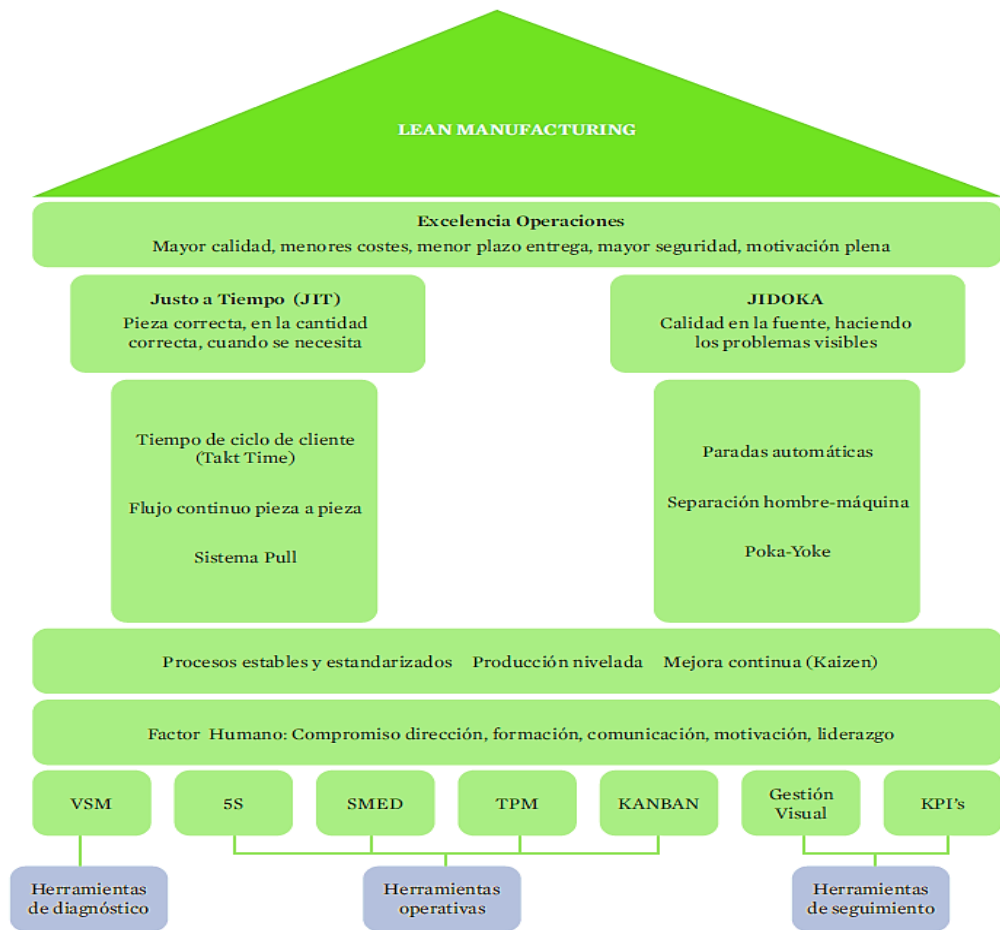 LEAN MANUFACTURING
Excelencia Operaciones
Mayor calidad, menores costes, menor plazo entrega, mayor seguridad, motivación plena
Justo a Tiempo (JIT)
Pieza correcta, en la cantidad
correcta, cuando se necesita
JIDOKA
Calidad en la fuente, haciendo
los problemas visibles
Tiempo de ciclo de cliente
(Takt Time)
Flujo continuo pieza a pieza
Sistema Pull
Paradas automáticas
Separación hombre-máquina
Poka-Yoke
Procesos estables y estandarizados Producción nivelada Mejora continua (Kaizen)
Factor Humano: Compromiso dirección, formación, comunicación, motivación, liderazgo
VSM
5S
SMED
TPM
KANBAN
Gestión
Visual
KPI's
Herramientas
de diagnóstico
Herramientas
operativas
Herramientas
de seguimiento